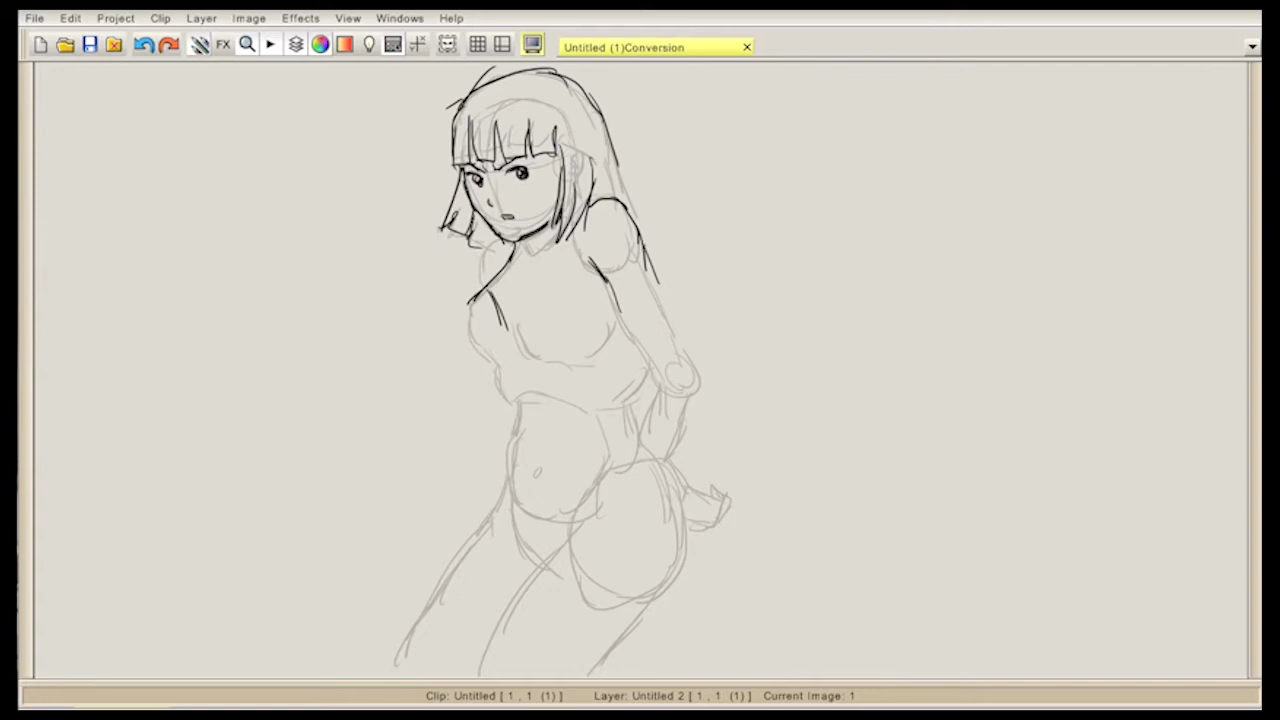 File Edit Project Clip Layer Image Effects View Windows Help
FX Untitled (1)Conversion
Clip: Untitled [ 1 , 1 (1) ] Layer: Untitled 2 [ 1 , 1 (1) ] Current Image: 1